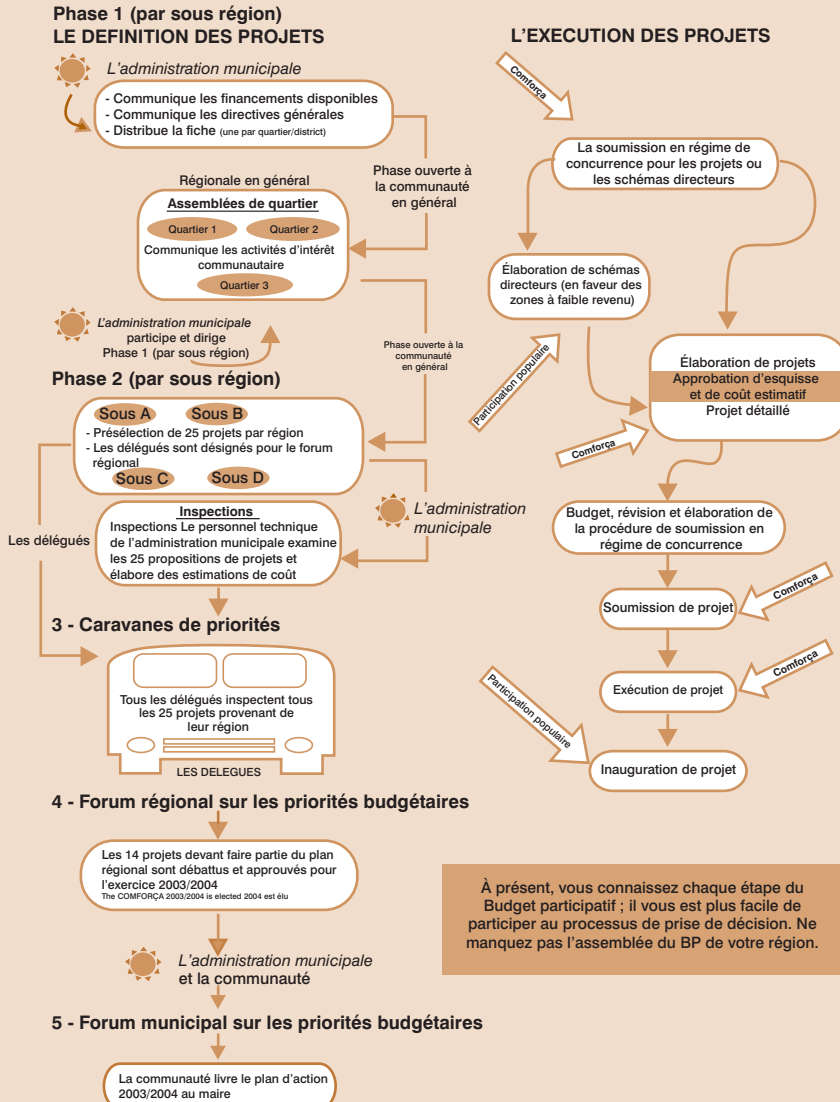 Phase 1 (par sous région)
LE DEFINITION DES PROJETS
L'administration municipale
- Communique les financements disponibles
- Communique les directives générales
- Distribue la fiche (une par quartier/district)
Phase ouverte à
la communauté
en général
Régionale en général
Assemblées de quartier
Quartier 1
Quartier 2
Communique les activités d'intérêt
communautaire
Quartier 3
L'administration municipale
participe et dirige
Phase 1 (par sous région)
Phase ouverte à la
communauté
en général
Phase 2 (par sous région)
Sous A
Sous B
- Présélection de 25 projets par région
- Les délégués sont désignés pour le forum
régional
Sous C
Sous D
L'administration
municipale
Les délégués
Inspections
Inspections Le personnel technique
de l'administration municipale examine
les 25 propositions de projets et
élabore des estimations de coût
3 - Caravanes de priorités
Tous les délégués inspectent tous
les 25 projets provenant de
leur région
LES DELEGUES
4 - Forum régional sur les priorités budgétaires
Les 14 projets devant faire partie du plan
régional sont débattus et approuvés pour
l'exercice 2003/2004
The COMFORÇA 2003/2004 is elected 2004 est élu
L'administration municipale
et la communauté
5 - Forum municipal sur les priorités budgétaires
La communauté livre le plan d'action
2003/2004 au maire
L'EXECUTION DES PROJETS
Comforça
La soumission en régime de
concurrence pour les projets ou
les schémas directeurs
Élaboration de schémas
directeurs (en faveur des
zones à faible revenu)
Participation populaire
Élaboration de projets
Approbation d'esquisse
et de coût estimatif
Projet détaillé
Comforça
Budget, révision et élaboration de
la procédure de soumission en
régime de concurrence
Comforça
Soumission de projet
Comforça
Exécution de projet
Participation populaire
Inauguration de projet
À présent, vous connaissez chaque étape du
Budget participatif ; il vous est plus facile de
participer au processus de prise de décision. Ne
manquez pas l'assemblée du BP de votre région.